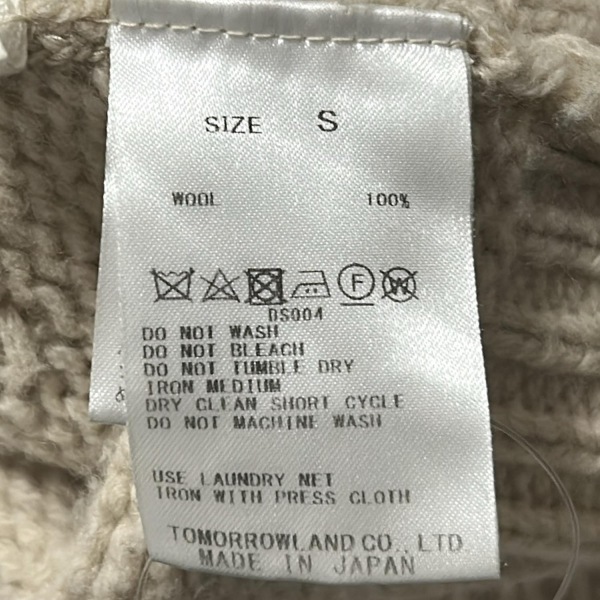 SIZE S
WOOL 100%
F W
DS004
DO NOT WASH
DO NOT BLEACH
DO NOT TUMBLE DRY
IRON MEDIUM
DRY CLEAN SHORT CYCLE
DO NOT MACHINE WASH
USE LAUNDRY NET
IRON WITH PRESS CLOTH
TOMORROWLAND CO., LTD.
MADE IN JAPAN